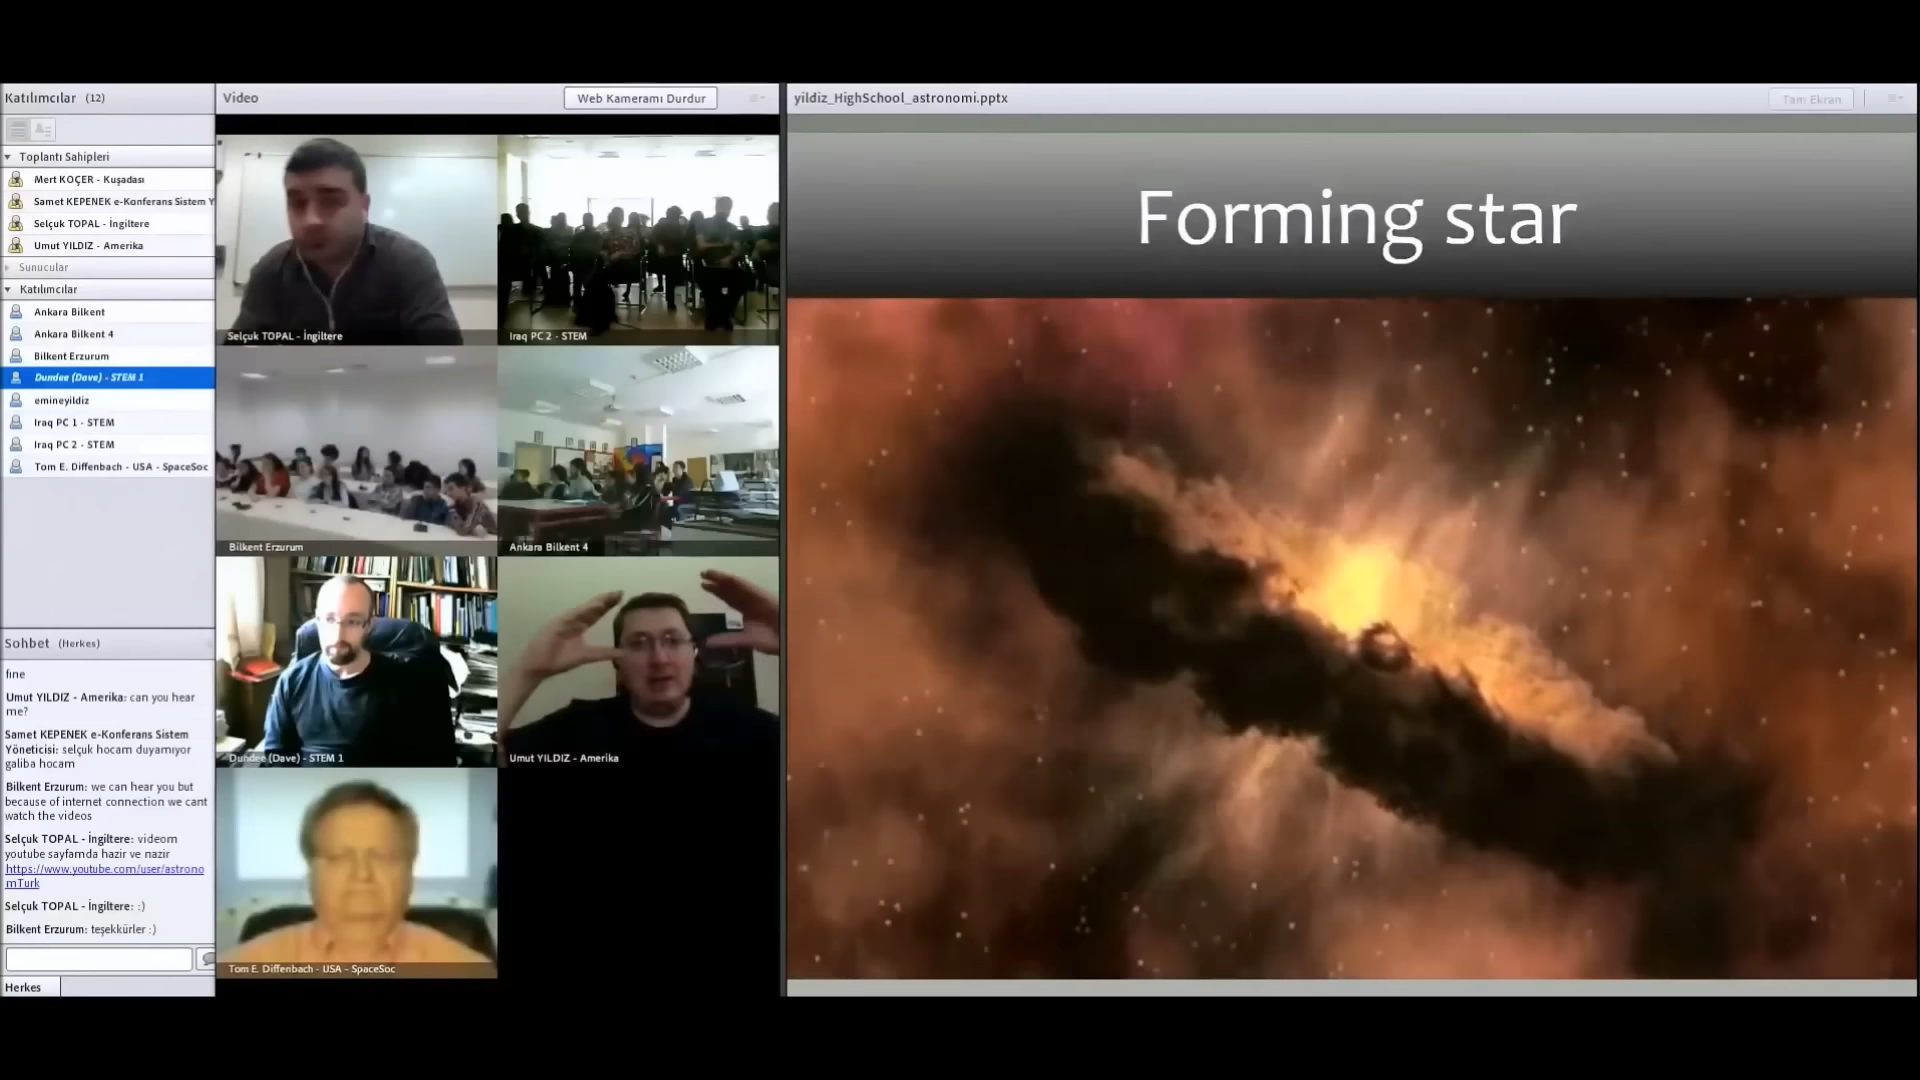 Katılımcılar (12)
Toplantı Sahipleri
Mert KOÇER - Kuşadası
Samet KEPENEK e-Konferans Sistem Y
Selçuk TOPAL - İngiltere
Umut YILDIZ - Amerika
Sunucular
Katılımcılar
Ankara Bilkent
Ankara Bilkent 4
Bilkent Erzurum
Dundee (Dave) - STEM 1
emineyildiz
Iraq PC 1 - STEM
Iraq PC 2 - STEM
Tom E. Diffenbach - USA - SpaceSoc
Sohbet (Herkes)
fine
Umut YILDIZ - Amerika: can you hear
me?
Samet KEPENEK e-Konferans Sistem
Yöneticisi: selçuk hocam duyamıyor
galiba hocam
Bilkent Erzurum: we can hear you but
because of internet connection we cant
watch the videos
Selçuk TOPAL - İngiltere: videom
youtube sayfamda hazir ve nazir
https://www.youtube.com/user/astrono
mTurk
Selçuk TOPAL - İngiltere: :)
Bilkent Erzurum: teşekkürler :)
Herkes
Video
Web Kameramı Durdur
Selçuk TOPAL - İngiltere
Iraq PC 2 - STEM
Bilkent Erzurum
Ankara Bilkent 4
Dundee (Dave) - STEM 1
Umut YILDIZ - Amerika
Tom E. Diffenbach - USA - SpaceSoc
yildiz_HighSchool_astronomi.pptx
Tam Ekran
Forming star